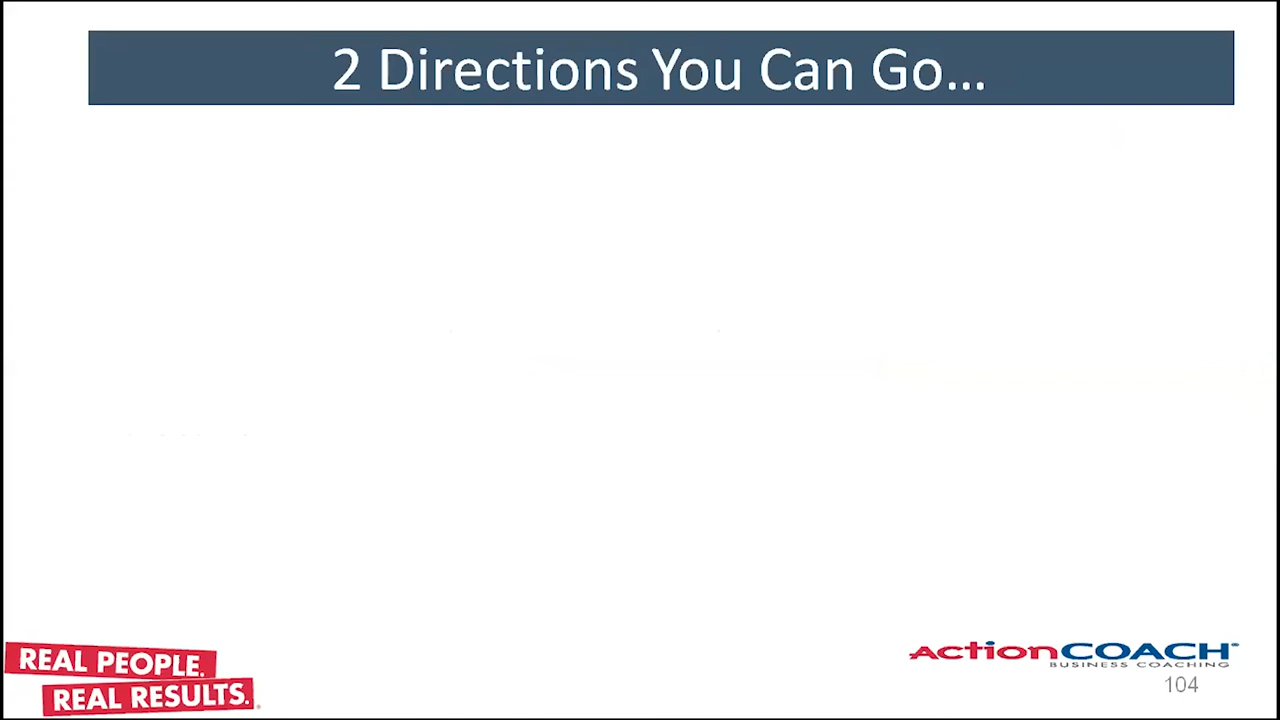 2 Directions You Can Go...
REAL PEOPLE.
REAL RESULTS.
ActionCOACH®
BUSINESS COACHING
104